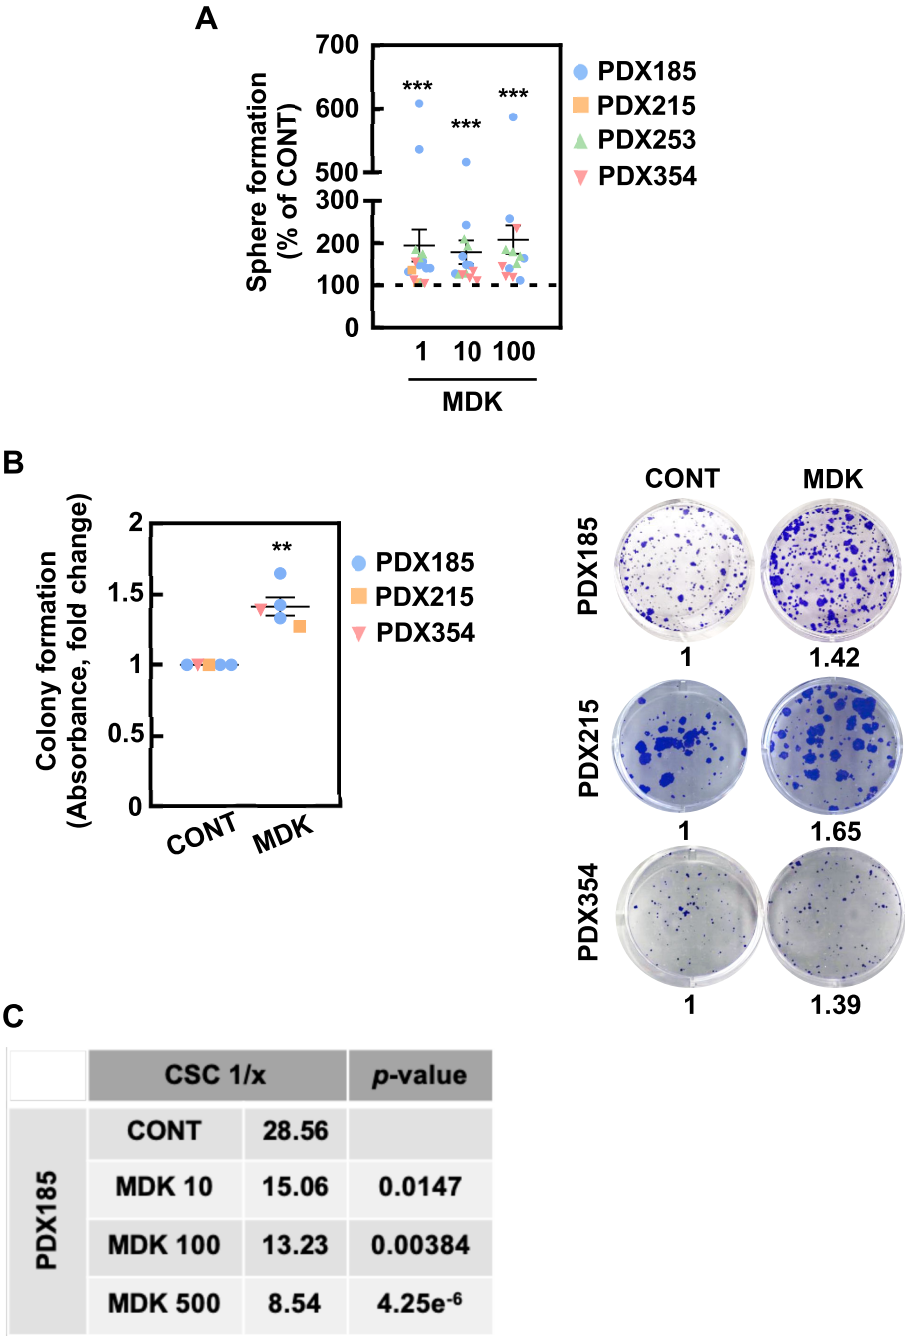 A
Sphere formation
(% of CONT)
700
600
500
300
200
100
0
***
***
***
1 10 100
MDK
PDX185
PDX215
PDX253
PDX354
B
Colony formation
(Absorbance, fold change)
2
1.5
1
0.5
0
**
CONT MDK
PDX185
PDX215
PDX354
CONT MDK
PDX185
1 1.42
PDX215
1 1.65
PDX354
1 1.39
C
CSC 1/x p-value
PDX185
CONT 28.56
MDK 10 15.06 0.0147
MDK 100 13.23 0.00384
MDK 500 8.54 4.25e-6